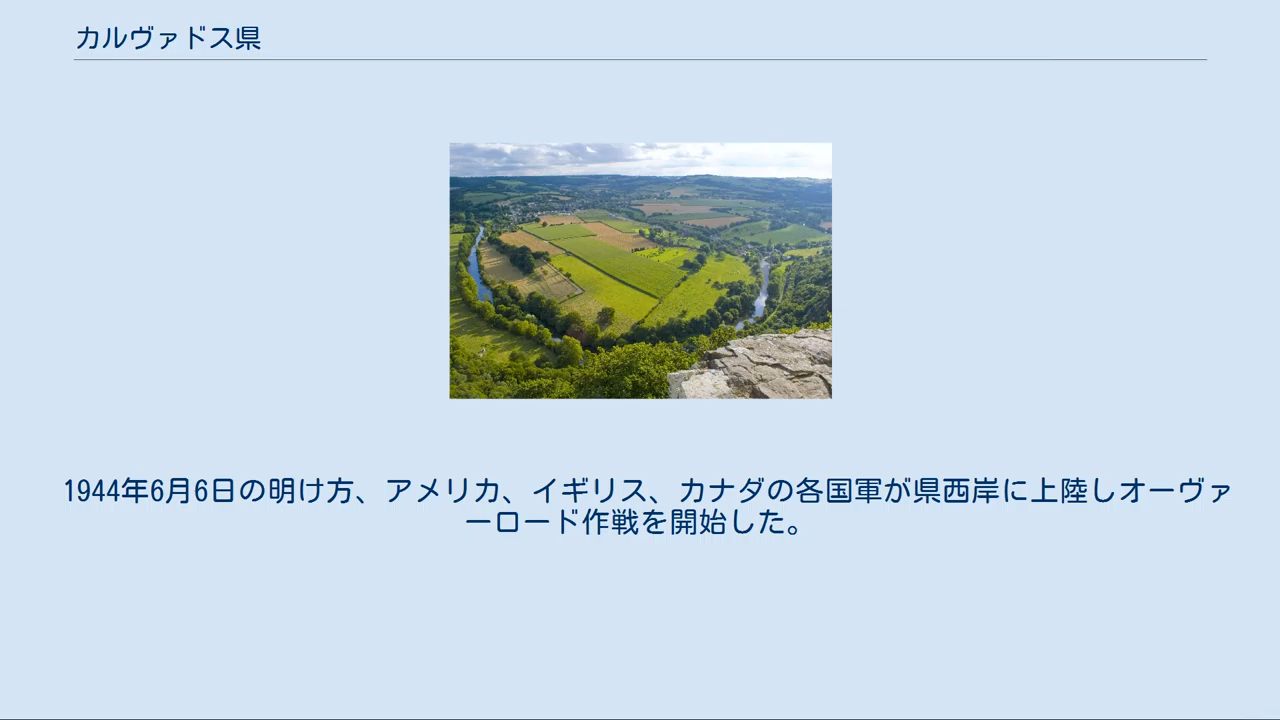 カルヴァドス県
1944年6月6日の明け方、アメリカ、イギリス、カナダの各国軍が県西岸に上陸しオーヴァ
ーロード作戦を開始した。